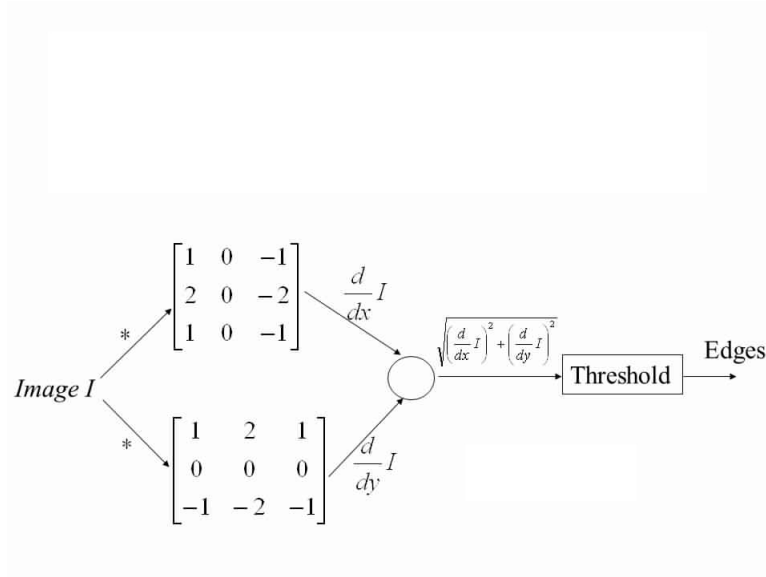 Image I
*
*
1 0 −1
2 0 −2
1 0 −1
1 2 1
0 0 0
−1 −2 −1
d/dx I
d/dy I
√((d/dx I)² + (d/dy I)²)
Threshold
Edges